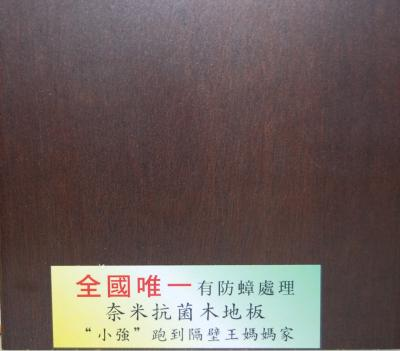 全國唯一有防蟑處理
奈米抗菌木地板
“小強”跑到隔壁王媽媽家